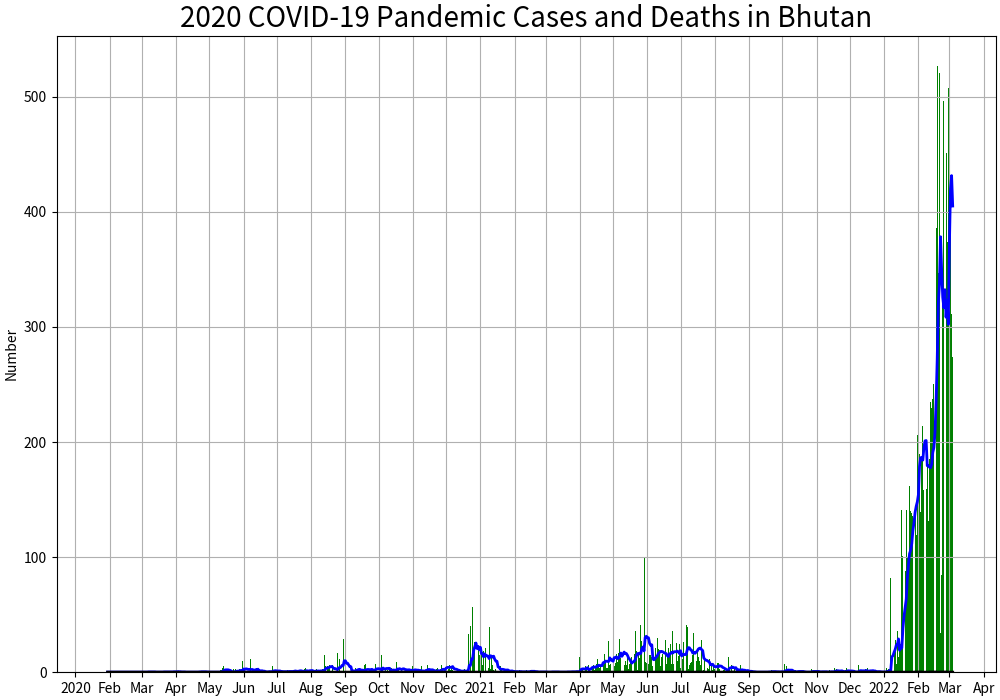 2020 COVID-19 Pandemic Cases and Deaths in Bhutan
Number
500
400
300
200
100
0
2020 Feb Mar Apr May Jun Jul Aug Sep Oct Nov Dec 2021 Feb Mar Apr May Jun Jul Aug Sep Oct Nov Dec 2022 Feb Mar Apr